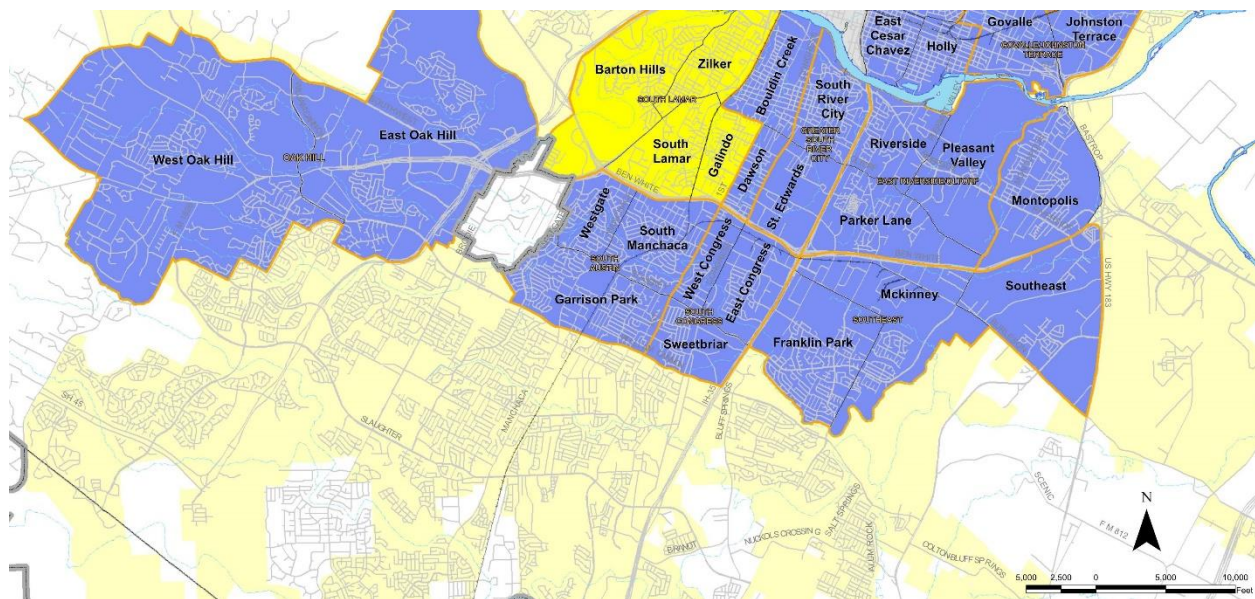 East
Cesar
Chavez
Holly
Govalle
Johnston
Terrace
GOVALLE/JOHNSTON
TERRACE
Barton Hills
Zilker
SOUTH LAMAR
Bouldin Creek
South
River
City
GREATER
SOUTH
RIVER
CITY
Riverside
Pleasant
Valley
EAST RIVERSIDE/OLTORF
Montopolis
BASTROP
West Oak Hill
OAK HILL
East Oak Hill
South
Lamar
Galindo
Dawson
St. Edwards
Parker Lane
BEN WHITE
1ST
Westgate
South
Manchaca
SOUTH
AUSTIN
West Congress
East Congress
Garrison Park
SOUTH
CONGRESS
Sweetbriar
Mckinney
SOUTHEAST
Southeast
Franklin Park
US HWY 183
SH 45
SLAUGHTER
MANCHACA
IH-35
BLUFF SPRINGS
NUCKOLS CROSSING
SALT SPRINGS
BRANDT
COLTON BLUFF SPRINGS
SCENIC
F M 812
N
5,000 2,500 0 5,000 10,000
Feet